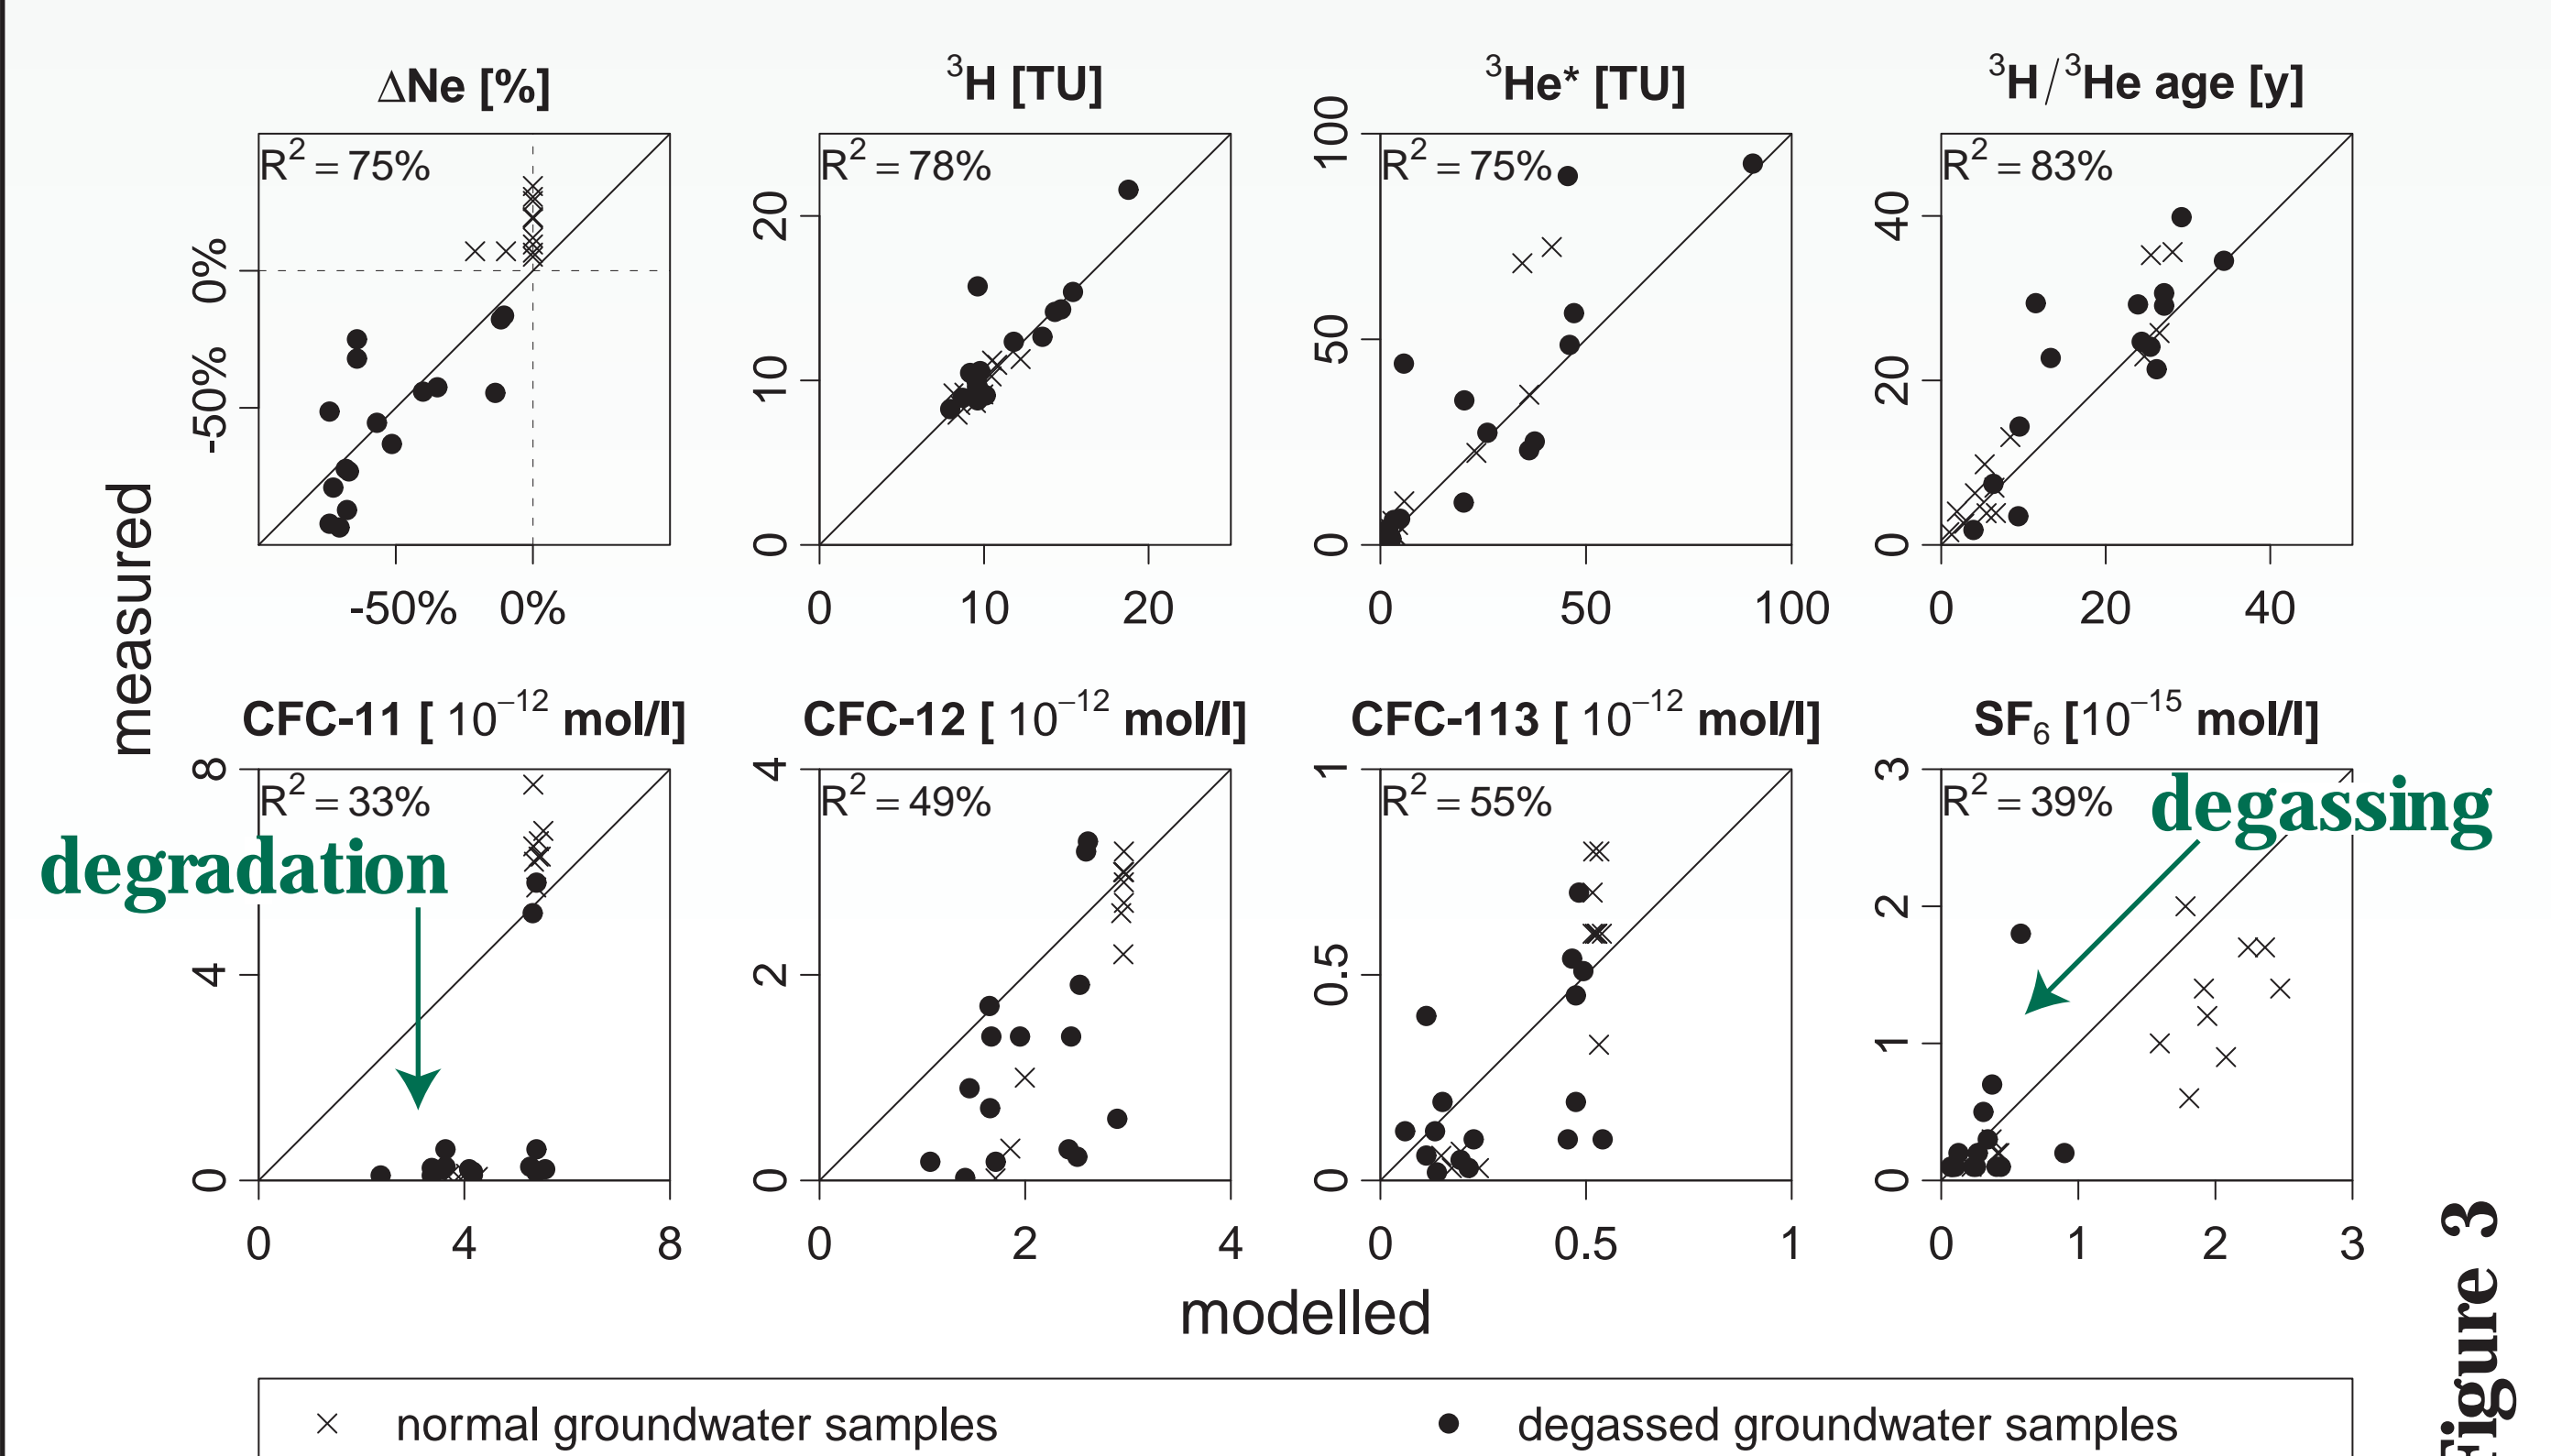 ΔNe [%]
³H [TU]
³He* [TU]
³H/³He age [y]
R² = 75%
R² = 78%
R² = 75%
R² = 83%
0%
-50%
-50% 0%
20
10
0
0 10 20
100
50
0
0 50 100
40
20
0
0 20 40
measured
CFC-11 [ 10⁻¹² mol/l]
CFC-12 [ 10⁻¹² mol/l]
CFC-113 [ 10⁻¹² mol/l]
SF₆ [10⁻¹⁵ mol/l]
R² = 33%
R² = 49%
R² = 55%
R² = 39%
degradation
degassing
8
4
0
0 4 8
4
2
0
0 2 4
1
0.5
0
0 0.5 1
3
2
1
0
0 1 2 3
modelled
Figure 3
normal groundwater samples
degassed groundwater samples